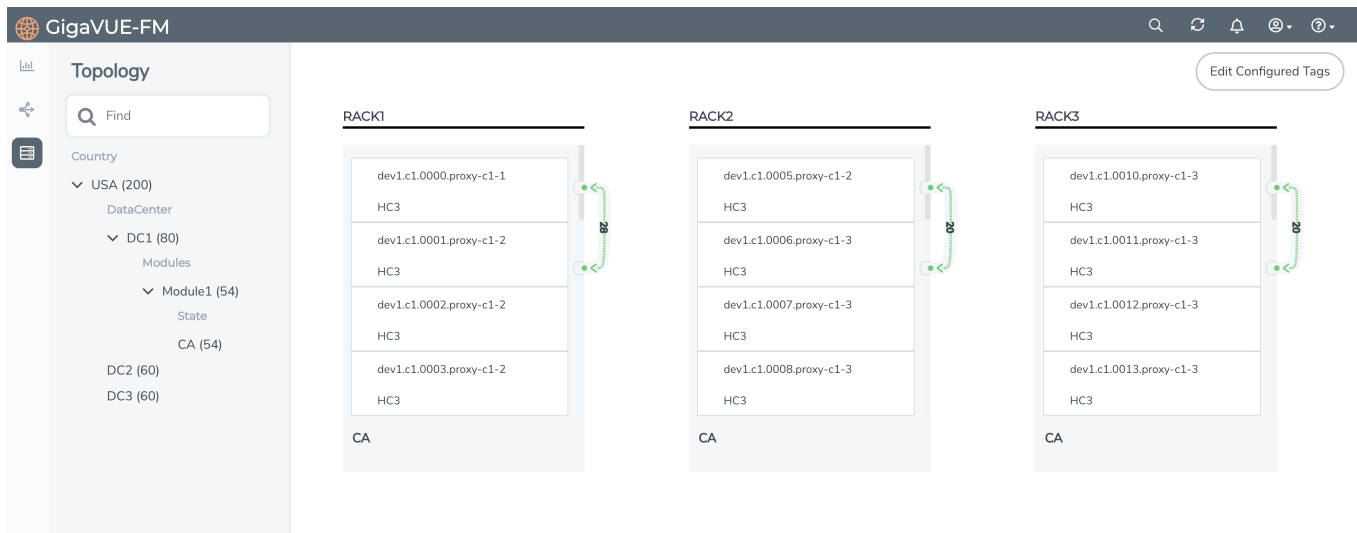 GigaVUE-FM
Topology
Find
Country
USA (200)
DataCenter
DC1 (80)
Modules
Module1 (54)
State
CA (54)
DC2 (60)
DC3 (60)
Edit Configured Tags
RACK1
dev1.c1.0000.proxy-c1-1
HC3
dev1.c1.0001.proxy-c1-2
HC3
dev1.c1.0002.proxy-c1-2
HC3
dev1.c1.0003.proxy-c1-2
HC3
CA
28
RACK2
dev1.c1.0005.proxy-c1-2
HC3
dev1.c1.0006.proxy-c1-3
HC3
dev1.c1.0007.proxy-c1-3
HC3
dev1.c1.0008.proxy-c1-3
HC3
CA
20
RACK3
dev1.c1.0010.proxy-c1-3
HC3
dev1.c1.0011.proxy-c1-3
HC3
dev1.c1.0012.proxy-c1-3
HC3
dev1.c1.0013.proxy-c1-3
HC3
CA
20